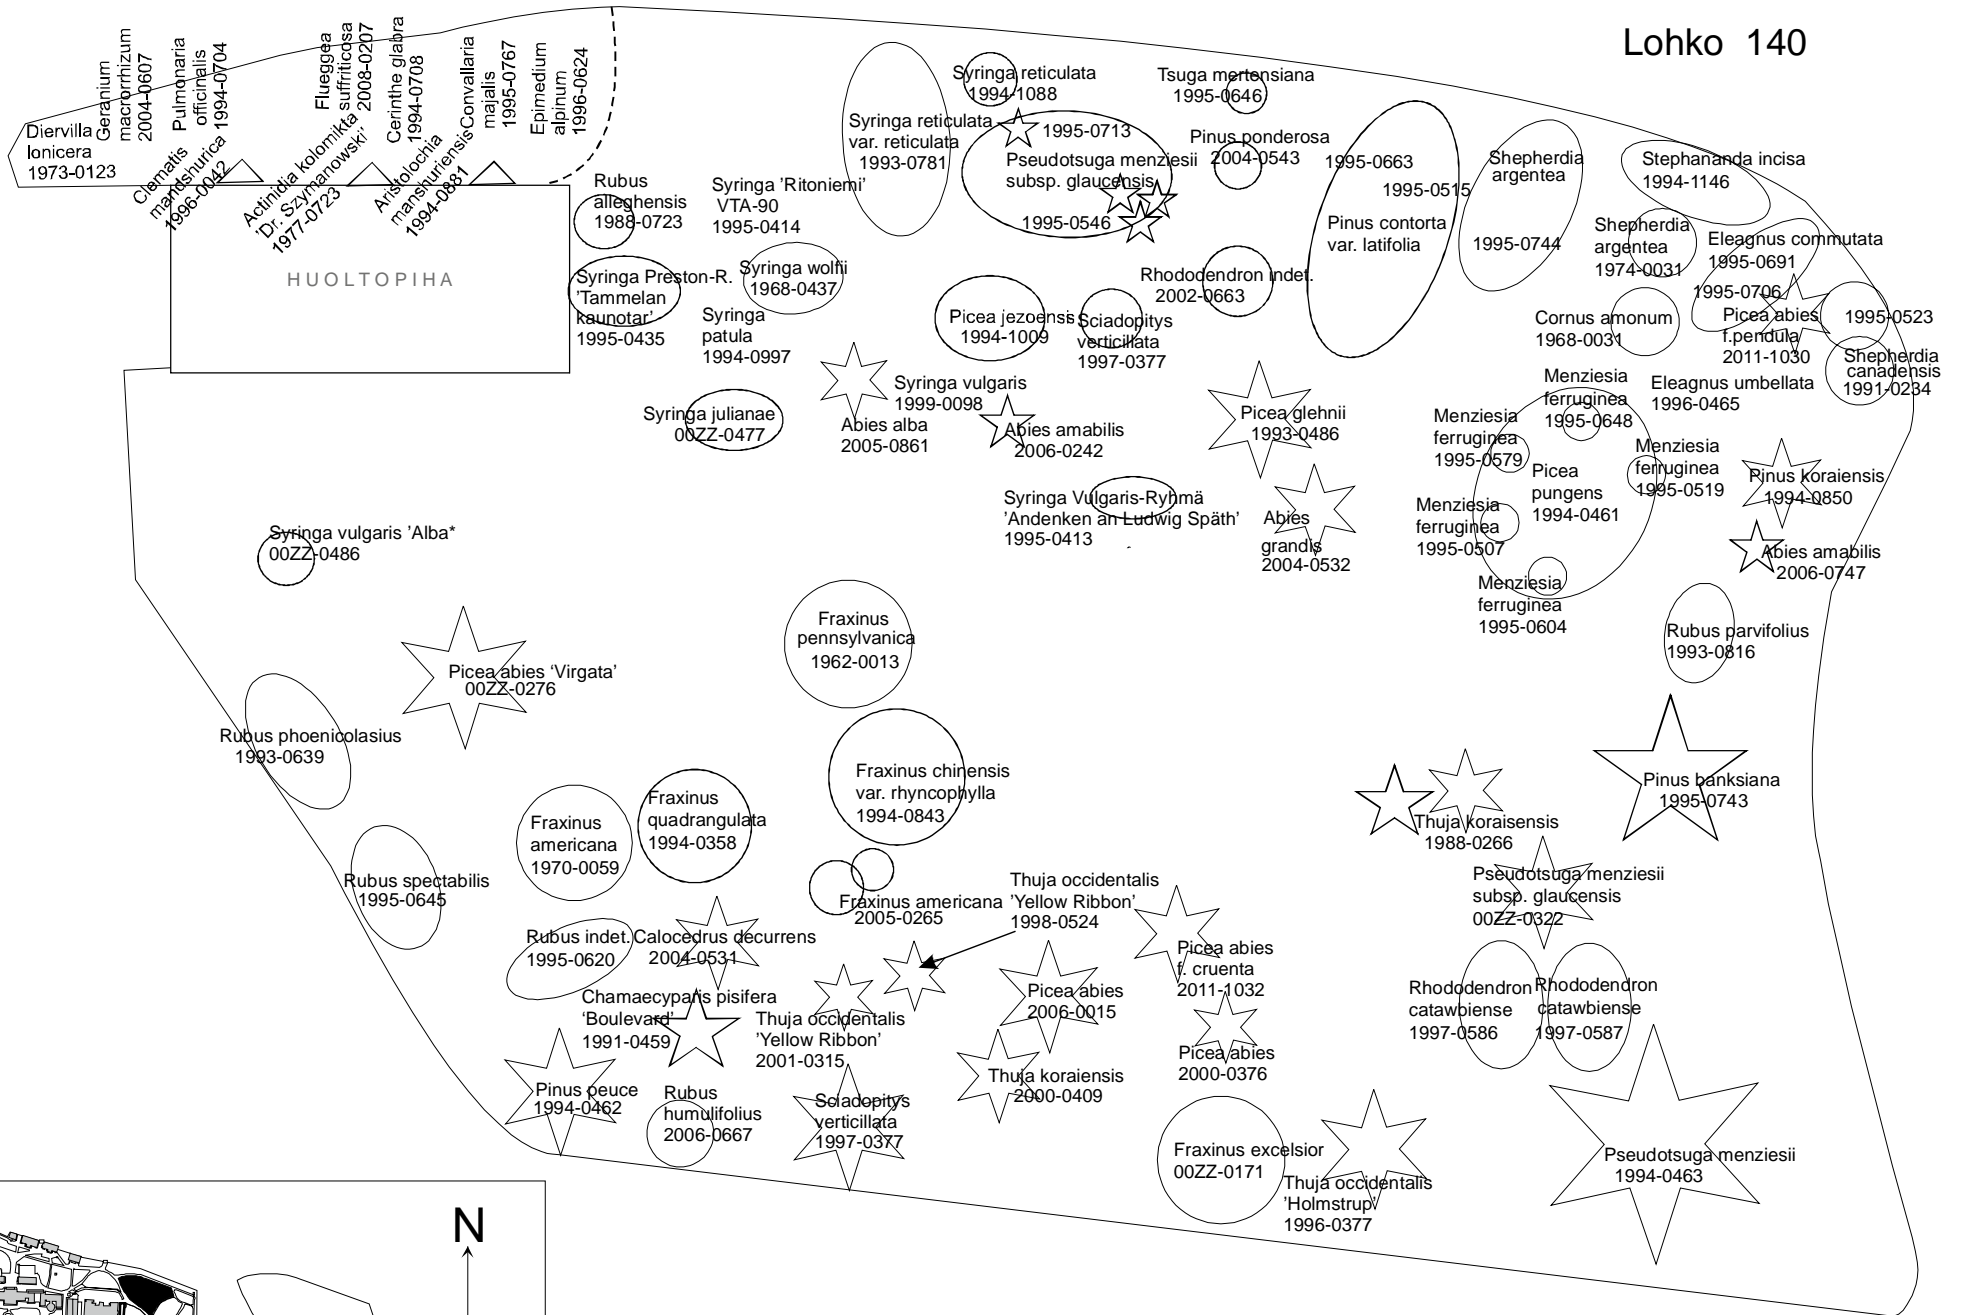 Lohko 140
Diervilla
lonicera
1973-0123
Geranium
macrorrhizum
2004-0607
Pulmonaria
officinalis
1994-0704
Flueggea
suffriticosa
2008-0207
Cerinthe glabra
1994-0708
Convallaria
majalis
1995-0767
Epimedium
alpinum
1996-0624
Clematis
mandshurica
1996-0042
Actinidia kolomikta
'Dr. Szymanowski'
1977-0723
Aristolochia
manshuriensis
1994-0881
HUOLTOPIHA
Rubus
alleghensis
1988-0723
Syringa 'Ritoniemi'
VTA-90
1995-0414
Syringa Preston-R.
'Tammelan
kaunotar'
1995-0435
Syringa wolfii
1968-0437
Syringa
patula
1994-0997
Syringa julianae
00ZZ-0477
Syringa reticulata
var. reticulata
1993-0781
Syringa reticulata
1994-1088
1995-0713
Pseudotsuga menziesii
subsp. glaucensis
1995-0546
Tsuga mertensiana
1995-0646
Pinus ponderosa
2004-0543
Rhododendron indet.
2002-0663
Picea jezoensis
1994-1009
Sciadopitys
verticillata
1997-0377
1995-0663
1995-0515
Pinus contorta
var. latifolia
Shepherdia
argentea
1995-0744
Stephananda incisa
1994-1146
Shepherdia
argentea
1974-0031
Eleagnus commutata
1995-0691
1995-0706
Picea abies
f.pendula
2011-1030
1995-0523
Cornus amonum
1968-0031
Shepherdia
canadensis
1991-0234
Eleagnus umbellata
1996-0465
Menziesia
ferruginea
1995-0648
Menziesia
ferruginea
1995-0579
Menziesia
ferruginea
1995-0519
Picea
pungens
1994-0461
Menziesia
ferruginea
1995-0507
Menziesia
ferruginea
1995-0604
Pinus koraiensis
1994-0850
Abies amabilis
2006-0747
Rubus parvifolius
1993-0816
Abies alba
2005-0861
Syringa vulgaris
1999-0098
Abies amabilis
2006-0242
Picea glehnii
1993-0486
Syringa Vulgaris-Ryhmä
'Andenken an Ludwig Späth'
1995-0413
Abies
grandis
2004-0532
Syringa vulgaris 'Alba*
00ZZ-0486
Picea abies ‘Virgata’
00ZZ-0276
Rubus phoenicolasius
1993-0639
Rubus spectabilis
1995-0645
Fraxinus
pennsylvanica
1962-0013
Fraxinus chinensis
var. rhyncophylla
1994-0843
Fraxinus
americana
1970-0059
Fraxinus
quadrangulata
1994-0358
Fraxinus americana
2005-0265
Rubus indet.
1995-0620
Calocedrus decurrens
2004-0531
Thuja occidentalis
'Yellow Ribbon'
1998-0524
Chamaecyparis pisifera
‘Boulevard’
1991-0459
Thuja occidentalis
'Yellow Ribbon'
2001-0315
Picea abies
2006-0015
Picea abies
f. cruenta
2011-1032
Picea abies
2000-0376
Thuja koraiensis
2000-0409
Pinus peuce
1994-0462
Rubus
humulifolius
2006-0667
Sciadopitys
verticillata
1997-0377
Fraxinus excelsior
00ZZ-0171
Thuja occidentalis
'Holmstrup'
1996-0377
Pinus banksiana
1995-0743
Thuja koraisensis
1988-0266
Pseudotsuga menziesii
subsp. glaucensis
00ZZ-0322
Rhododendron
catawbiense
1997-0586
Rhododendron
catawbiense
1997-0587
Pseudotsuga menziesii
1994-0463
N